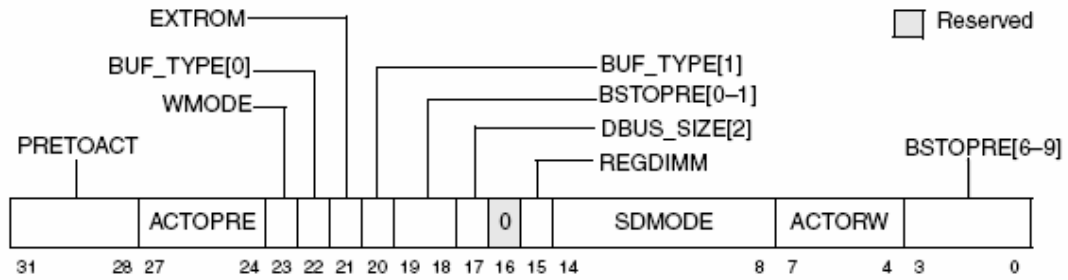 EXTROM
Reserved
BUF_TYPE[0]
BUF_TYPE[1]
WMODE
BSTOPRE[0–1]
DBUS_SIZE[2]
PRETOACT
REGDIMM
BSTOPRE[6–9]
ACTOPRE
0
SDMODE
ACTORW
31 28 27 24 23 22 21 20 19 18 17 16 15 14 8 7 4 3 0